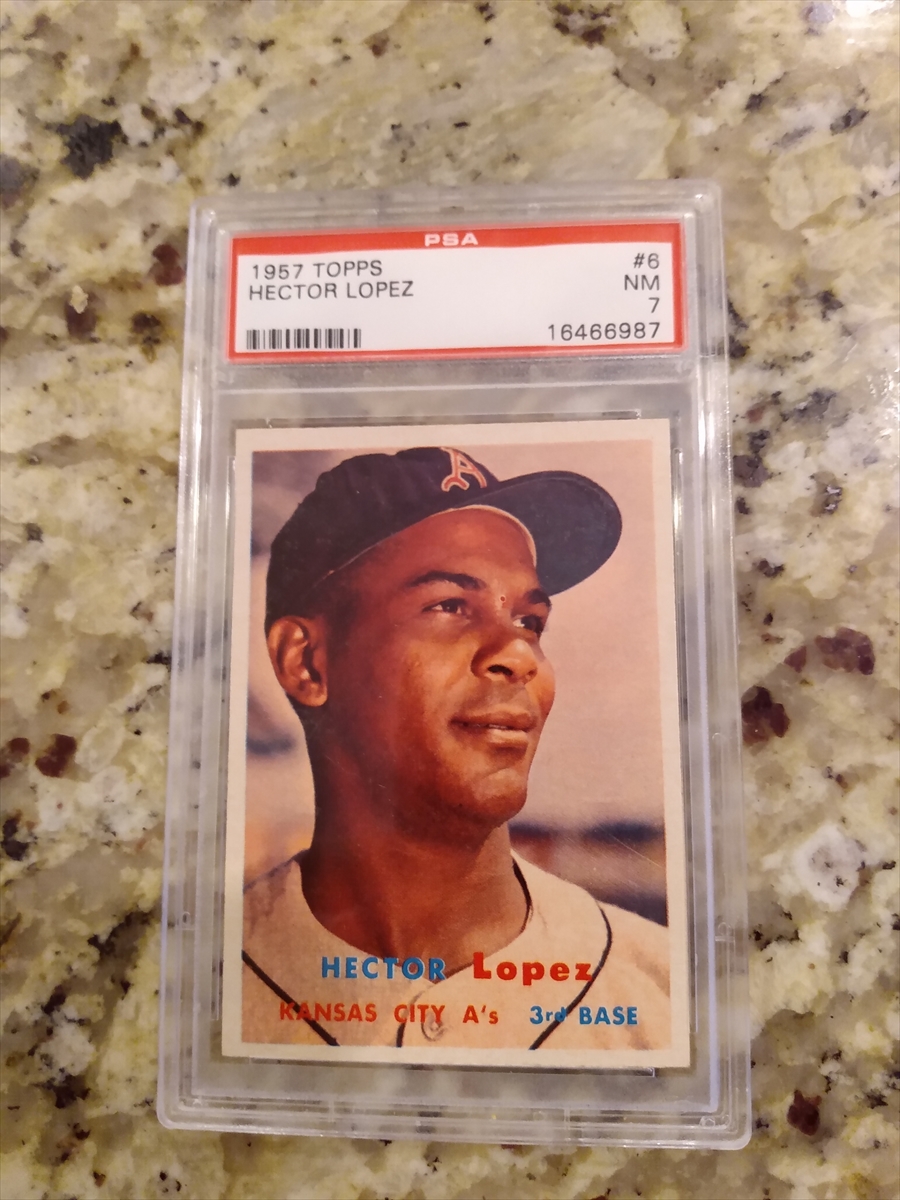 PSA
1957 TOPPS #6
HECTOR LOPEZ NM
7
16466987
A
HECTOR Lopez
KANSAS CITY A's 3rd BASE